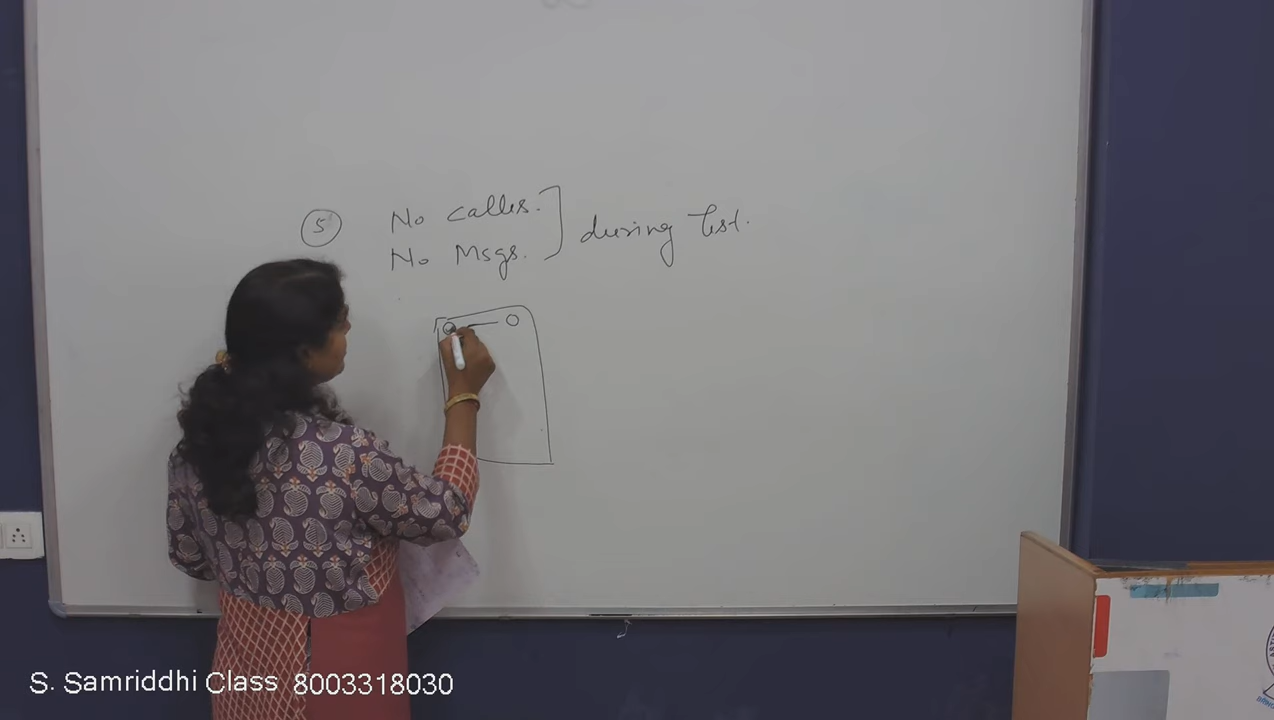 5 No Calles. during Test.
No Msgs.
S. Samriddhi Class 8003318030